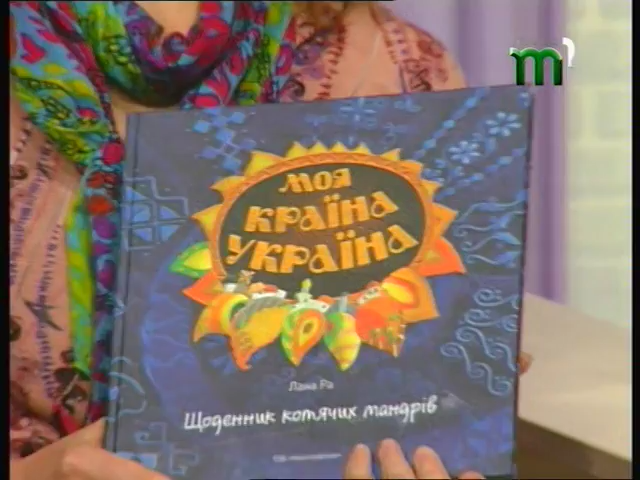 m
моя
країна
україна
Лана Ра
Щоденник котячих мандрів